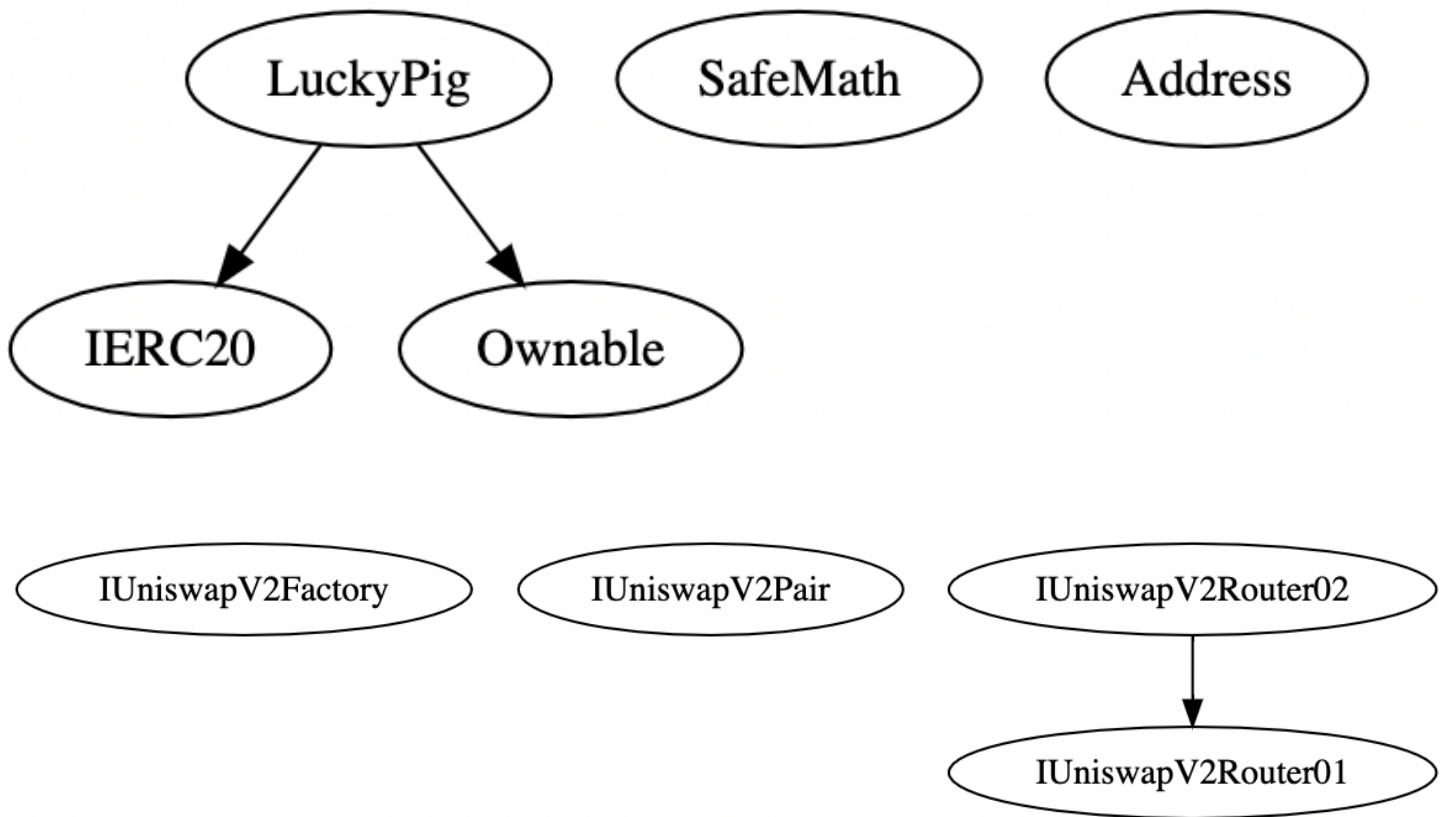 LuckyPig
SafeMath
Address
IERC20
Ownable
IUniswapV2Factory
IUniswapV2Pair
IUniswapV2Router02
IUniswapV2Router01